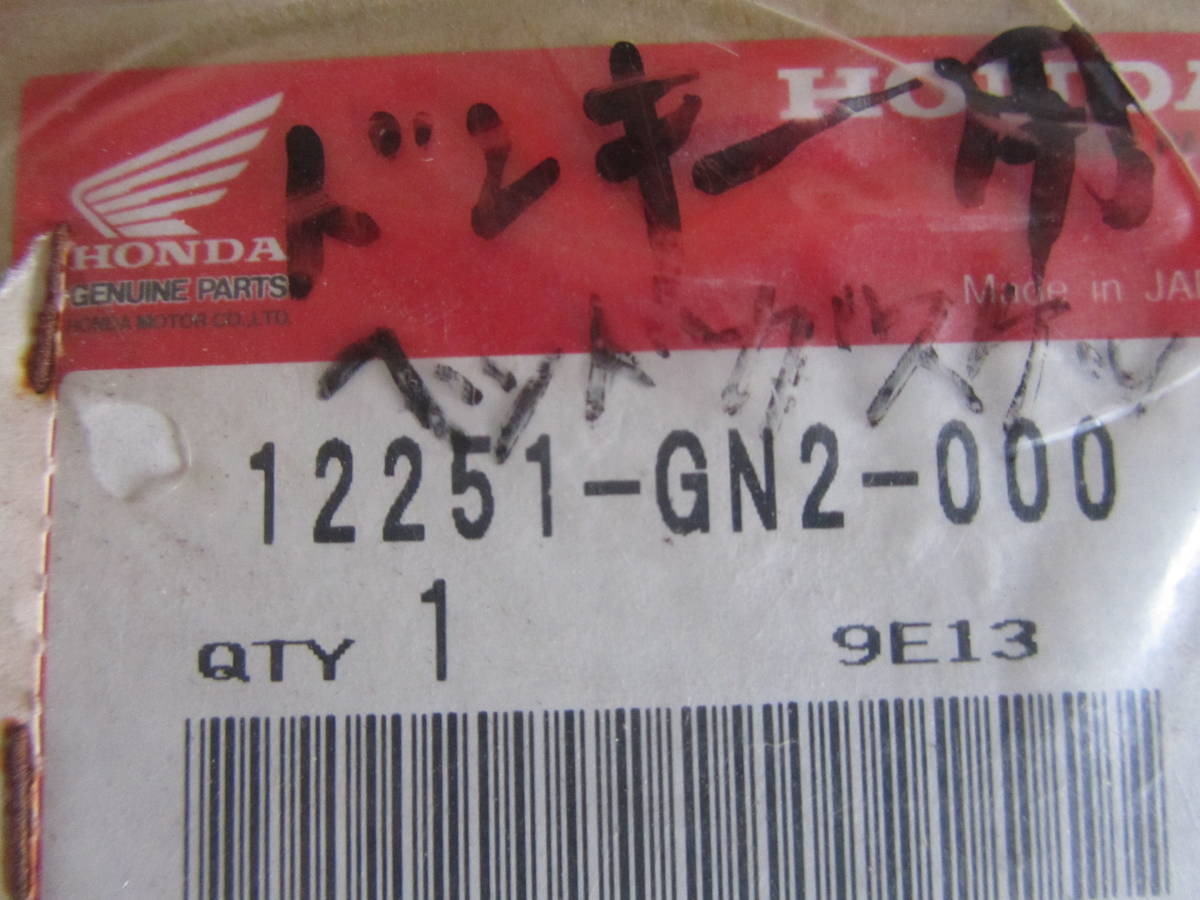 HONDA
ドンキー用
HONDA
GENUINE PARTS
HONDA MOTOR CO., LTD.
Made in JA
ヘッドガスケット
12251-GN2-000
QTY 1
9E13